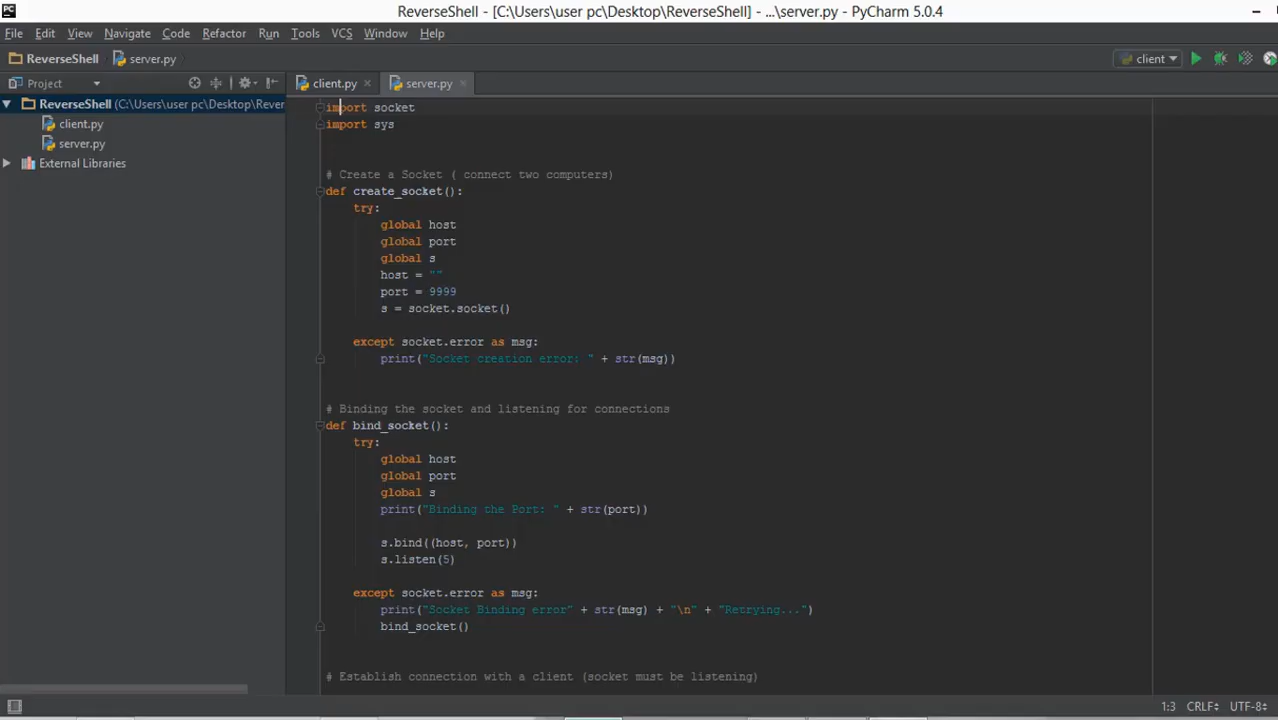 ReverseShell - [C:\Users\user pc\Desktop\ReverseShell] - ...\server.py - PyCharm 5.0.4
File Edit View Navigate Code Refactor Run Tools VCS Window Help
ReverseShell server.py client
Project client.py server.py
ReverseShell (C:\Users\user pc\Desktop\Rever
client.py
server.py
External Libraries
import socket
import sys
# Create a Socket ( connect two computers)
def create_socket():
try:
global host
global port
global s
host = ""
port = 9999
s = socket.socket()
except socket.error as msg:
print("Socket creation error: " + str(msg))
# Binding the socket and listening for connections
def bind_socket():
try:
global host
global port
global s
print("Binding the Port: " + str(port))
s.bind((host, port))
s.listen(5)
except socket.error as msg:
print("Socket Binding error" + str(msg) + "\n" + "Retrying...")
bind_socket()
# Establish connection with a client (socket must be listening)
1:3 CRLF UTF-8